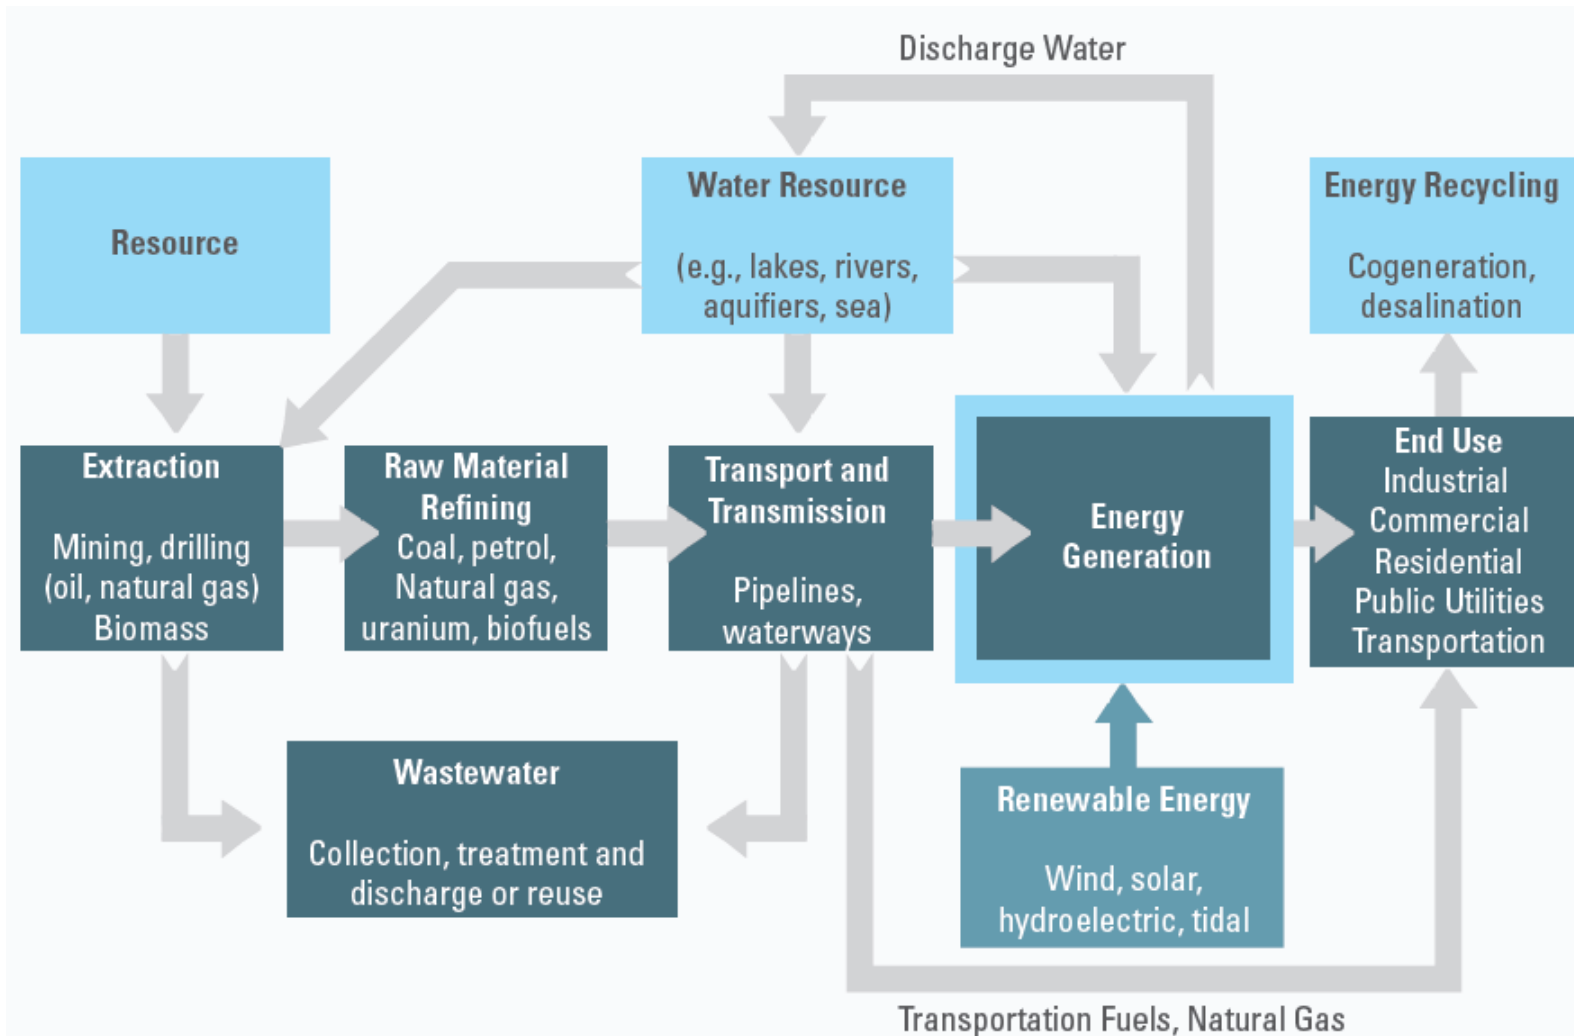 Discharge Water
Resource
Water Resource
(e.g., lakes, rivers,
aquifiers, sea)
Energy Recycling
Cogeneration,
desalination
Extraction
Mining, drilling
(oil, natural gas)
Biomass
Raw Material
Refining
Coal, petrol,
Natural gas,
uranium, biofuels
Transport and
Transmission
Pipelines,
waterways
Energy
Generation
End Use
Industrial
Commercial
Residential
Public Utilities
Transportation
Wastewater
Collection, treatment and
discharge or reuse
Renewable Energy
Wind, solar,
hydroelectric, tidal
Transportation Fuels, Natural Gas